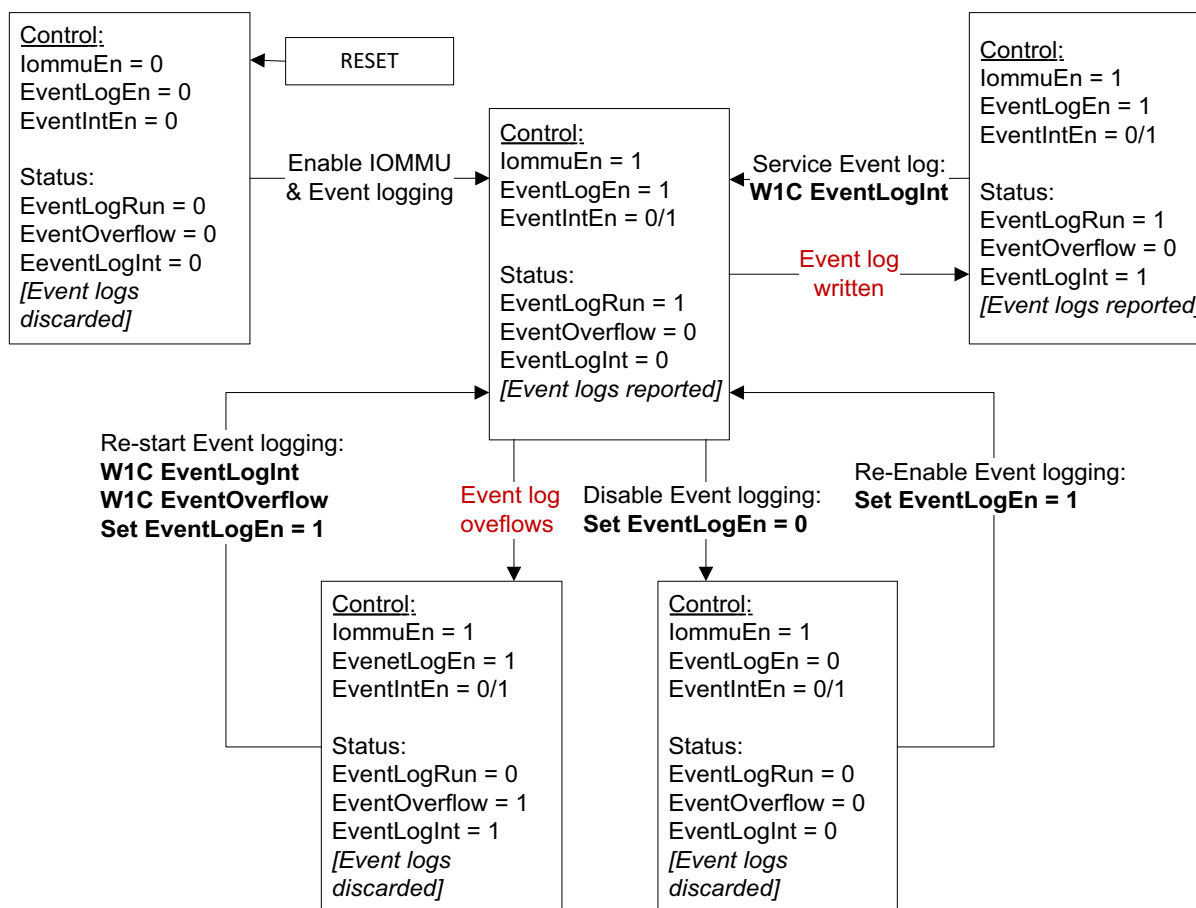 Control:
IommuEn = 0
EventLogEn = 0
EventIntEn = 0
Status:
EventLogRun = 0
EventOverflow = 0
EeventLogInt = 0
[Event logs
discarded]
RESET
Enable IOMMU
& Event logging
Control:
IommuEn = 1
EventLogEn = 1
EventIntEn = 0/1
Status:
EventLogRun = 1
EventOverflow = 0
EventLogInt = 0
[Event logs reported]
Service Event log:
W1C EventLogInt
Event log
written
Control:
IommuEn = 1
EventLogEn = 1
EventIntEn = 0/1
Status:
EventLogRun = 1
EventOverflow = 0
EventLogInt = 1
[Event logs reported]
Re-start Event logging:
W1C EventLogInt
W1C EventOverflow
Set EventLogEn = 1
Event log
oveflows
Disable Event logging:
Set EventLogEn = 0
Re-Enable Event logging:
Set EventLogEn = 1
Control:
IommuEn = 1
EvenetLogEn = 1
EventIntEn = 0/1
Status:
EventLogRun = 0
EventOverflow = 1
EventLogInt = 1
[Event logs
discarded]
Control:
IommuEn = 1
EventLogEn = 0
EventIntEn = 0/1
Status:
EventLogRun = 0
EventOverflow = 0
EventLogInt = 0
[Event logs
discarded]